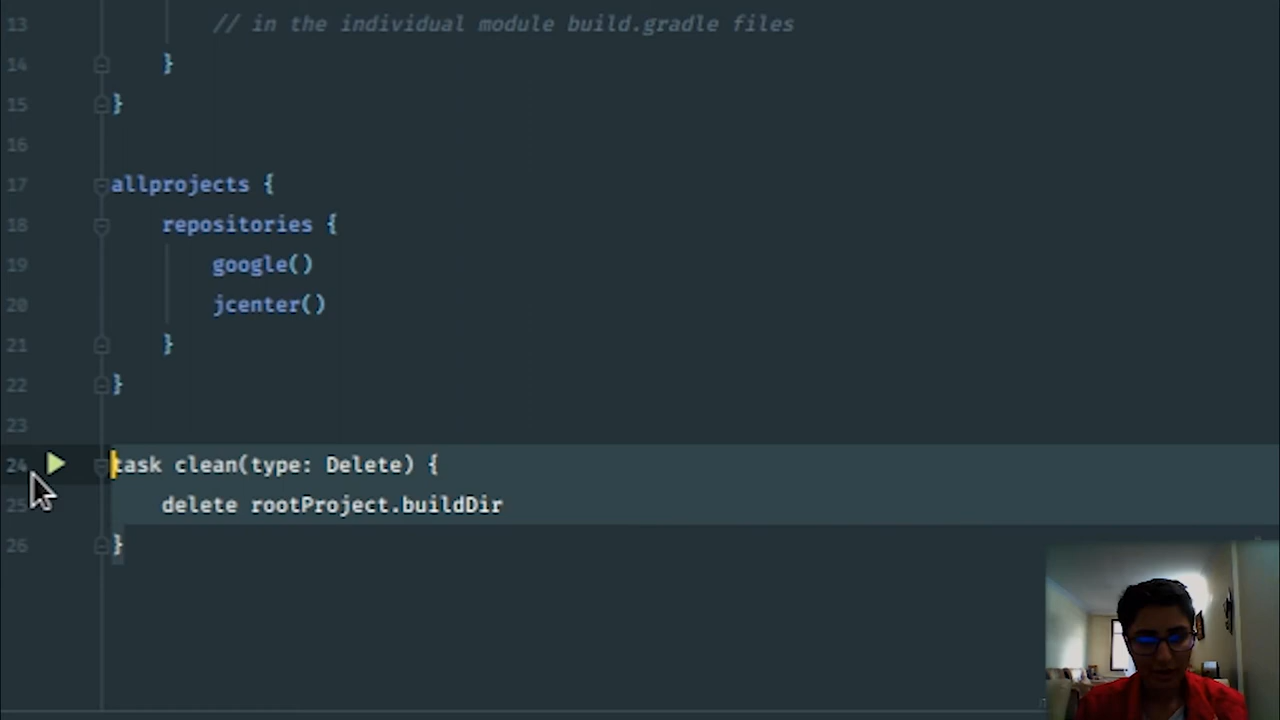 13 // in the individual module build.gradle files
14 }
15 }
16
17 allprojects {
18 repositories {
19 google()
20 jcenter()
21 }
22 }
23
24 task clean(type: Delete) {
25 delete rootProject.buildDir
26 }